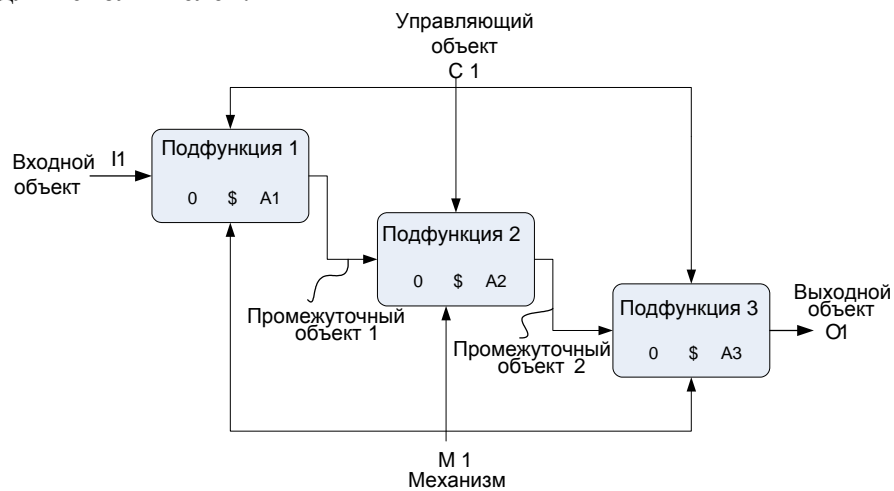 Управляющий
объект
C 1
Подфункция 1
0 $ A1
Входной I1
объект
Подфункция 2
0 $ A2
Промежуточный
объект 1
Подфункция 3
0 $ A3
Выходной
объект
O1
Промежуточный
объект 2
M 1
Механизм